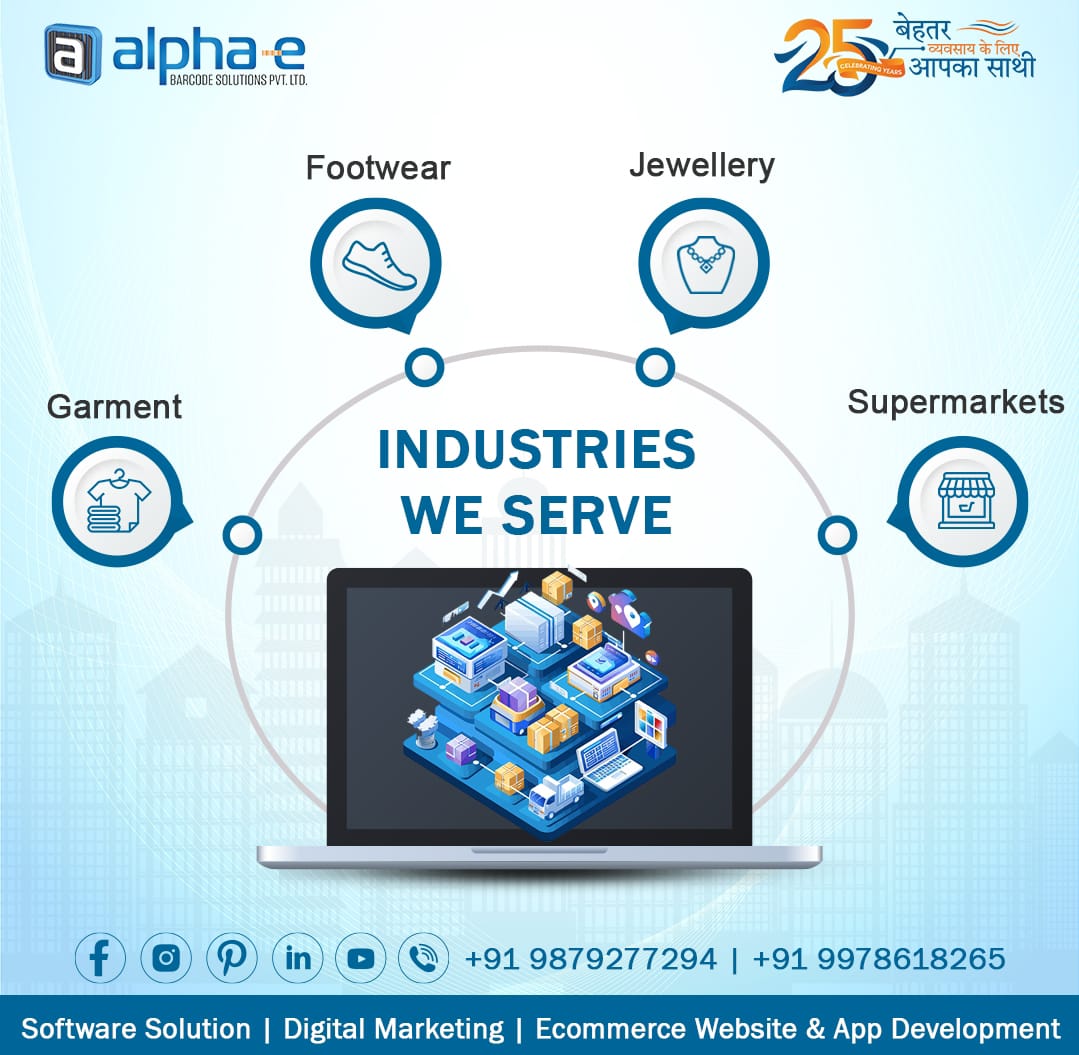 a alpha-e
BARCODE SOLUTIONS PVT. LTD.
25
CELEBRATING YEARS
बेहतर
व्यवसाय के लिए
आपका साथी
Footwear
Jewellery
Garment
Supermarkets
INDUSTRIES
WE SERVE
+91 9879277294 | +91 9978618265
Software Solution | Digital Marketing | Ecommerce Website & App Development